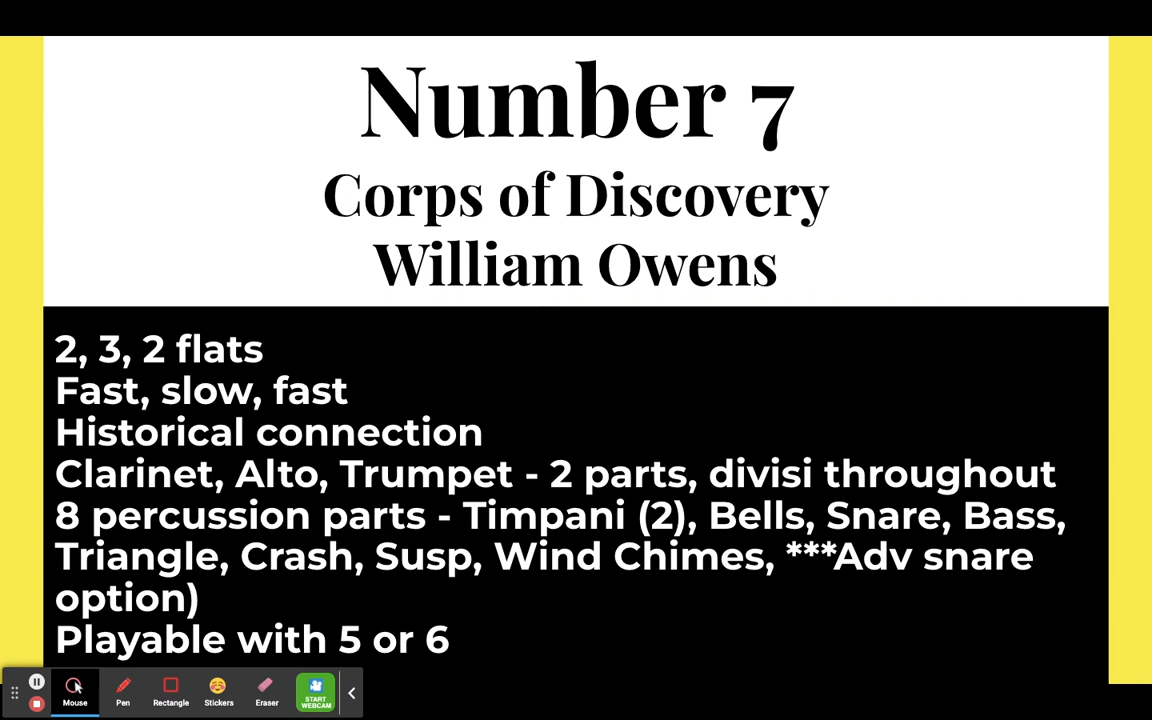 Number 7
Corps of Discovery
William Owens
2, 3, 2 flats
Fast, slow, fast
Historical connection
Clarinet, Alto, Trumpet - 2 parts, divisi throughout
8 percussion parts - Timpani (2), Bells, Snare, Bass,
Triangle, Crash, Susp, Wind Chimes, ***Adv snare
option)
Playable with 5 or 6
Mouse
Pen
Rectangle
Stickers
Eraser
START
WEBCAM